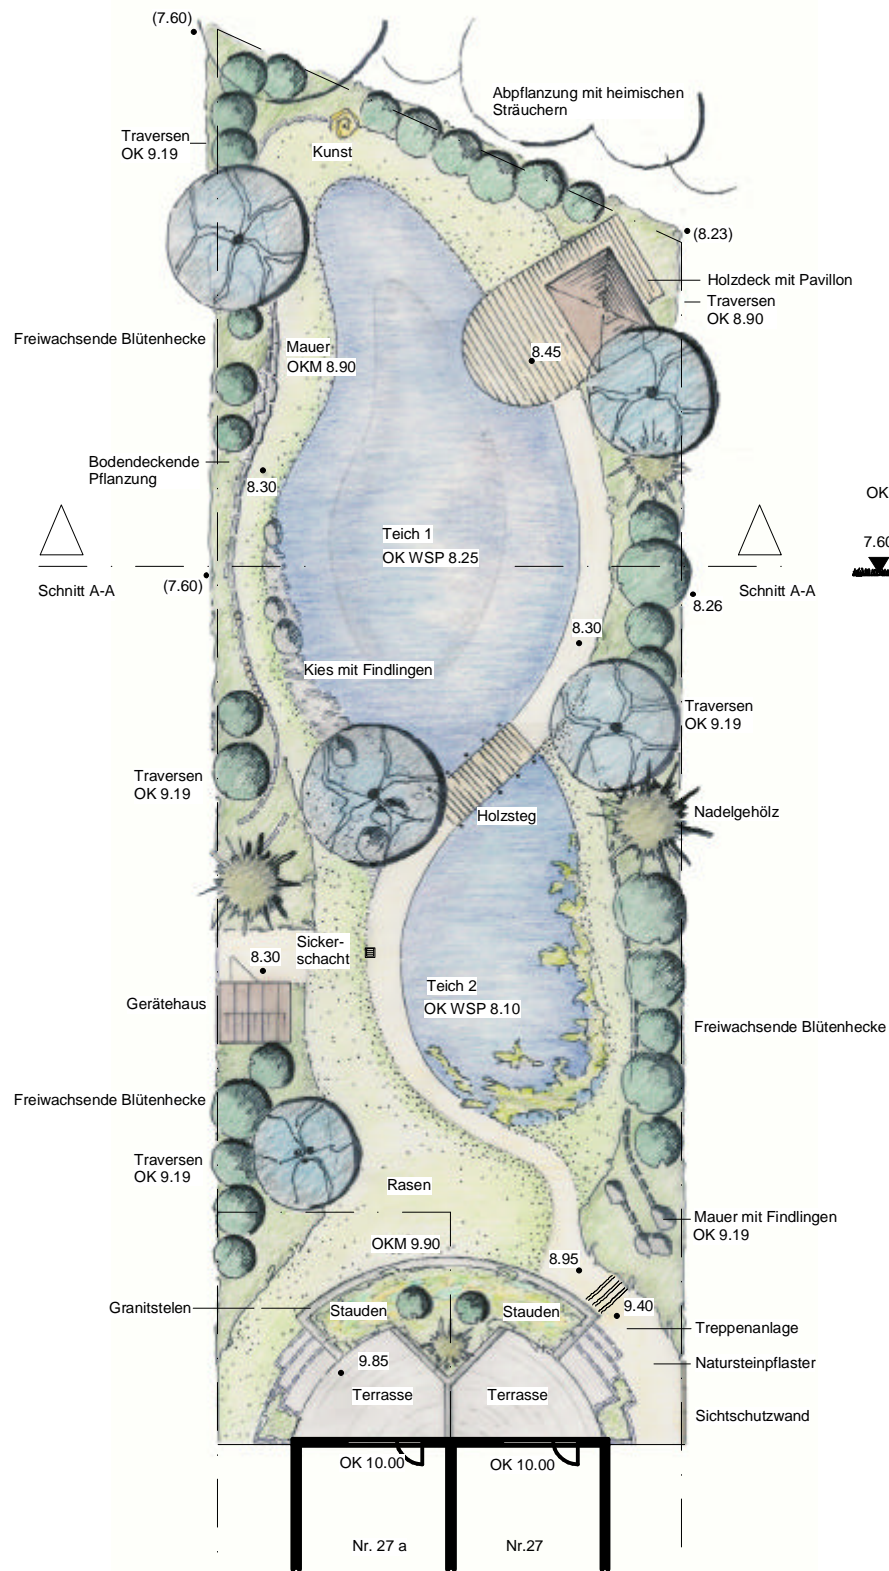 (7.60)
Abpflanzung mit heimischen
Sträuchern
Traversen
OK 9.19
Kunst
(8.23)
Holzdeck mit Pavillon
Traversen
OK 8.90
Freiwachsende Blütenhecke
Mauer
OKM 8.90
8.45
Bodendeckende
Pflanzung
8.30
OK
Teich 1
OK WSP 8.25
7.60
(7.60)
Schnitt A-A
Schnitt A-A
8.26
8.30
Kies mit Findlingen
Traversen
OK 9.19
Traversen
OK 9.19
Holzsteg
Nadelgehölz
Sicker-
schacht
8.30
Teich 2
OK WSP 8.10
Gerätehaus
Freiwachsende Blütenhecke
Freiwachsende Blütenhecke
Traversen
OK 9.19
Rasen
Mauer mit Findlingen
OK 9.19
OKM 9.90
8.95
Granitstelen
Stauden
Stauden
9.40
Treppenanlage
9.85
Natursteinpflaster
Terrasse
Terrasse
Sichtschutzwand
OK 10.00
OK 10.00
Nr. 27 a
Nr.27